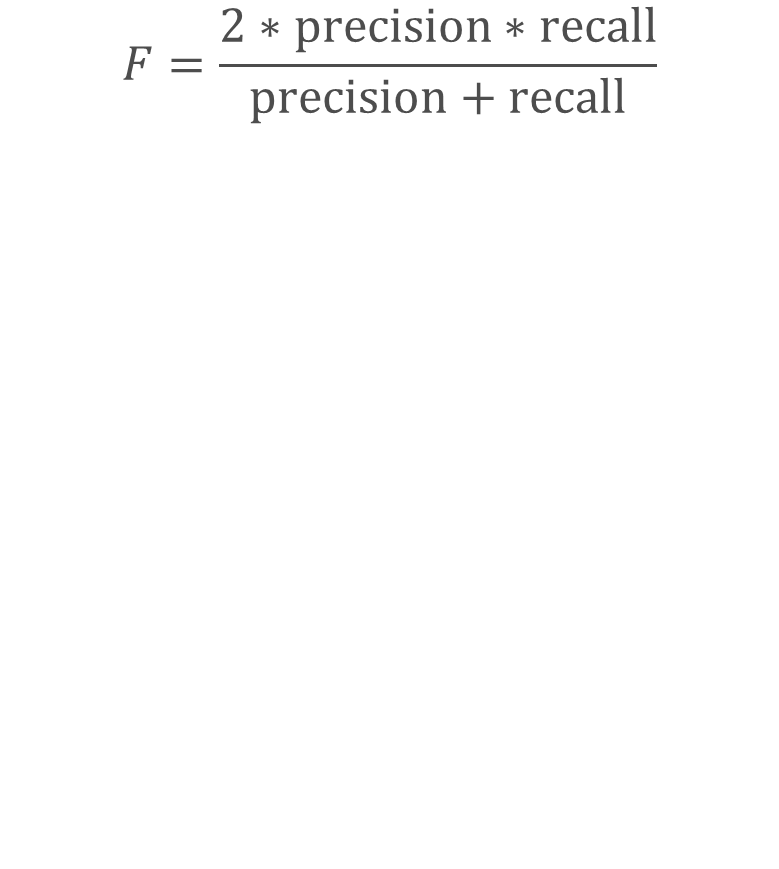 F = 2 ∗ precision ∗ recall
precision + recall